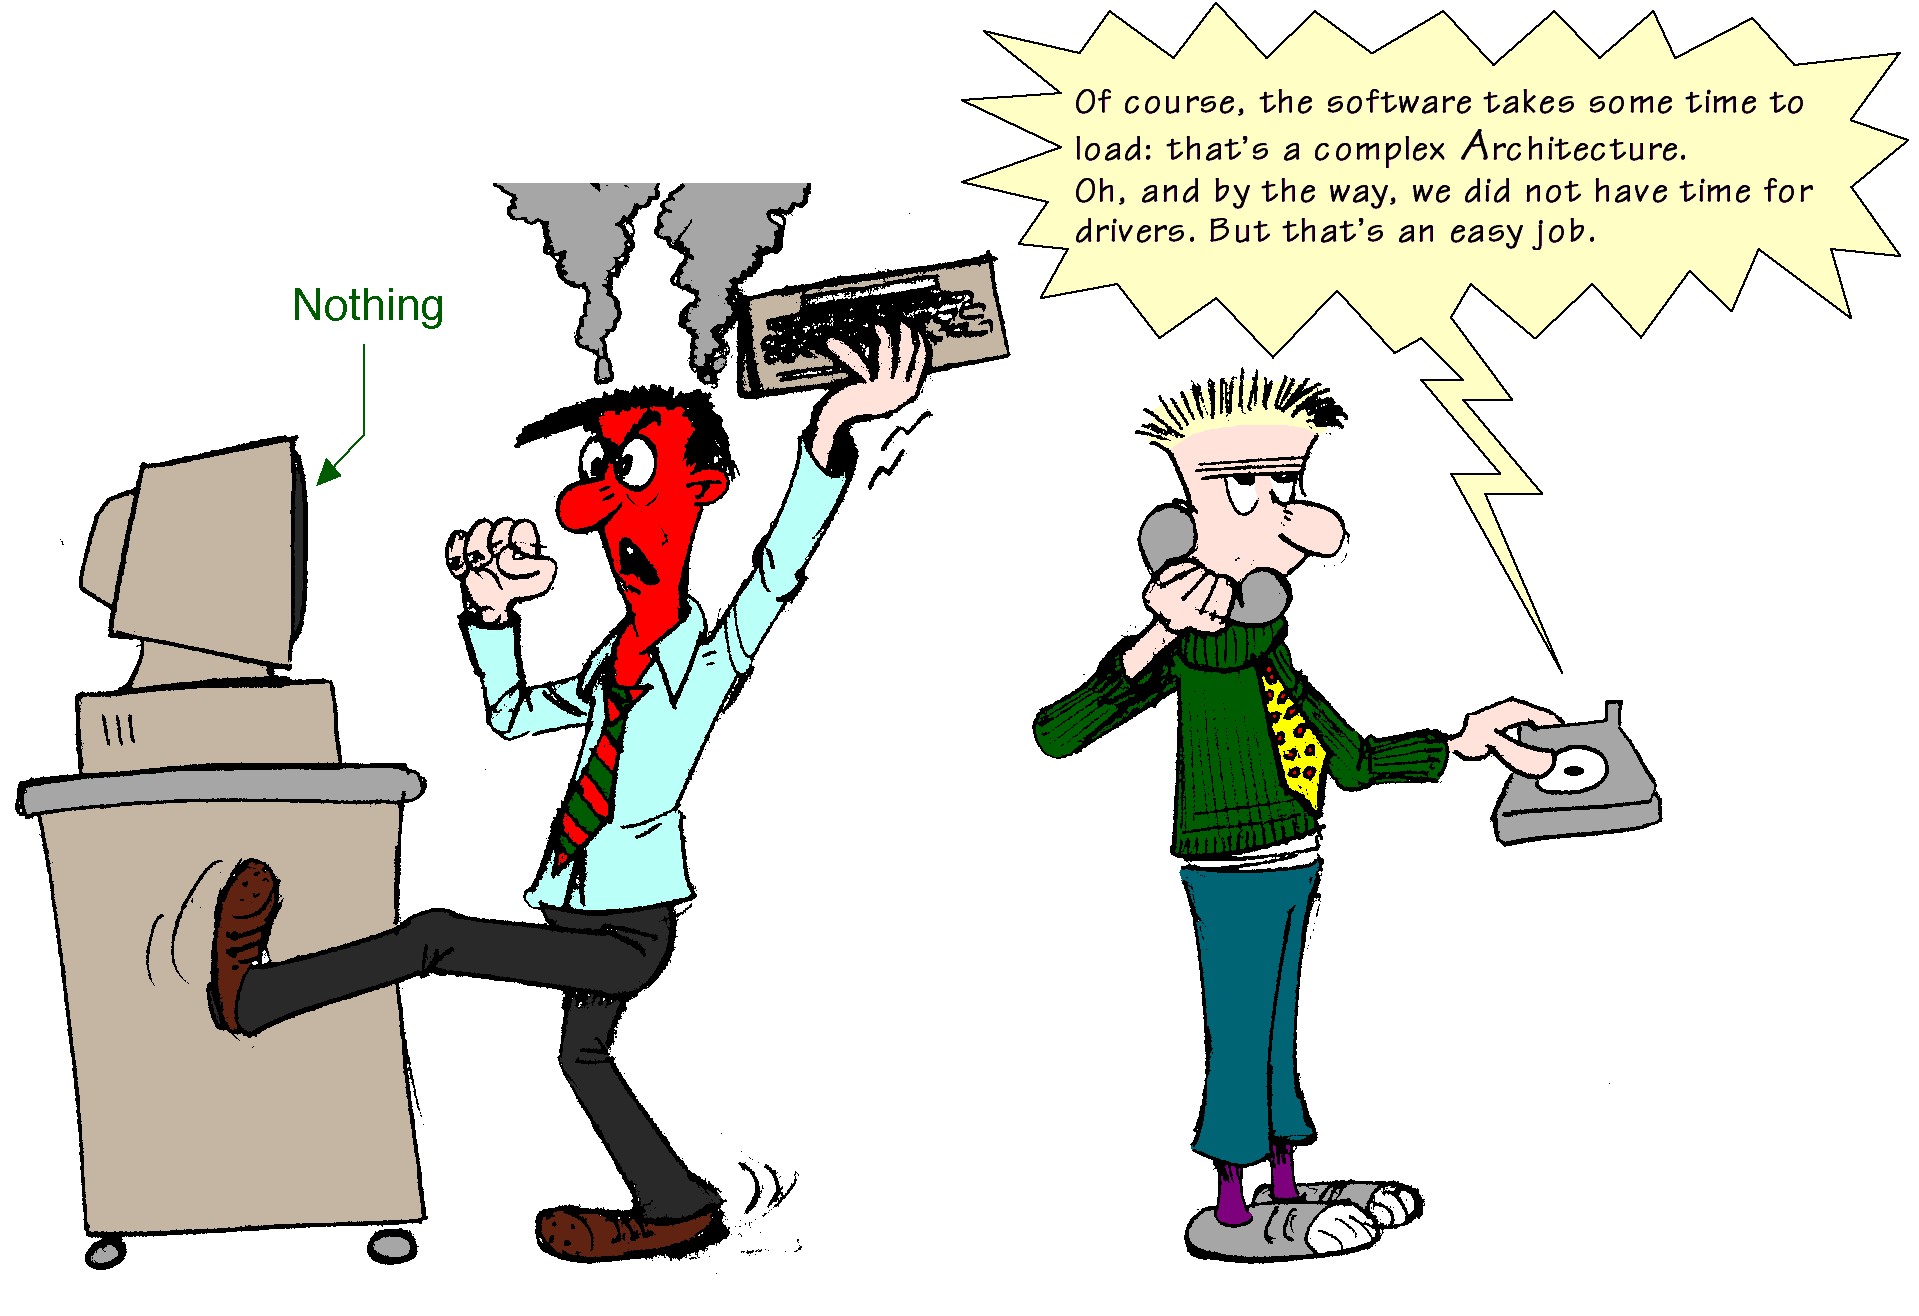 Of course, the software takes some time to
load: that's a complex Architecture.
Oh, and by the way, we did not have time for
drivers. But that's an easy job.
Nothing